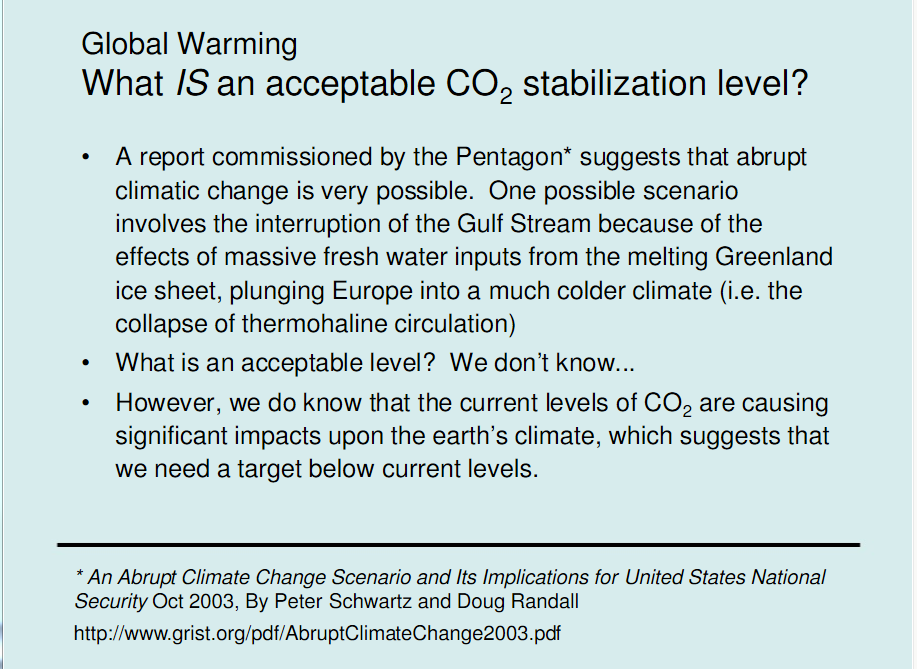 Global Warming
What IS an acceptable CO₂ stabilization level?
• A report commissioned by the Pentagon* suggests that abrupt
climatic change is very possible.  One possible scenario
involves the interruption of the Gulf Stream because of the
effects of massive fresh water inputs from the melting Greenland
ice sheet, plunging Europe into a much colder climate (i.e. the
collapse of thermohaline circulation)
• What is an acceptable level?  We don’t know...
• However, we do know that the current levels of CO₂ are causing
significant impacts upon the earth’s climate, which suggests that
we need a target below current levels.
* An Abrupt Climate Change Scenario and Its Implications for United States National
Security Oct 2003, By Peter Schwartz and Doug Randall
http://www.grist.org/pdf/AbruptClimateChange2003.pdf